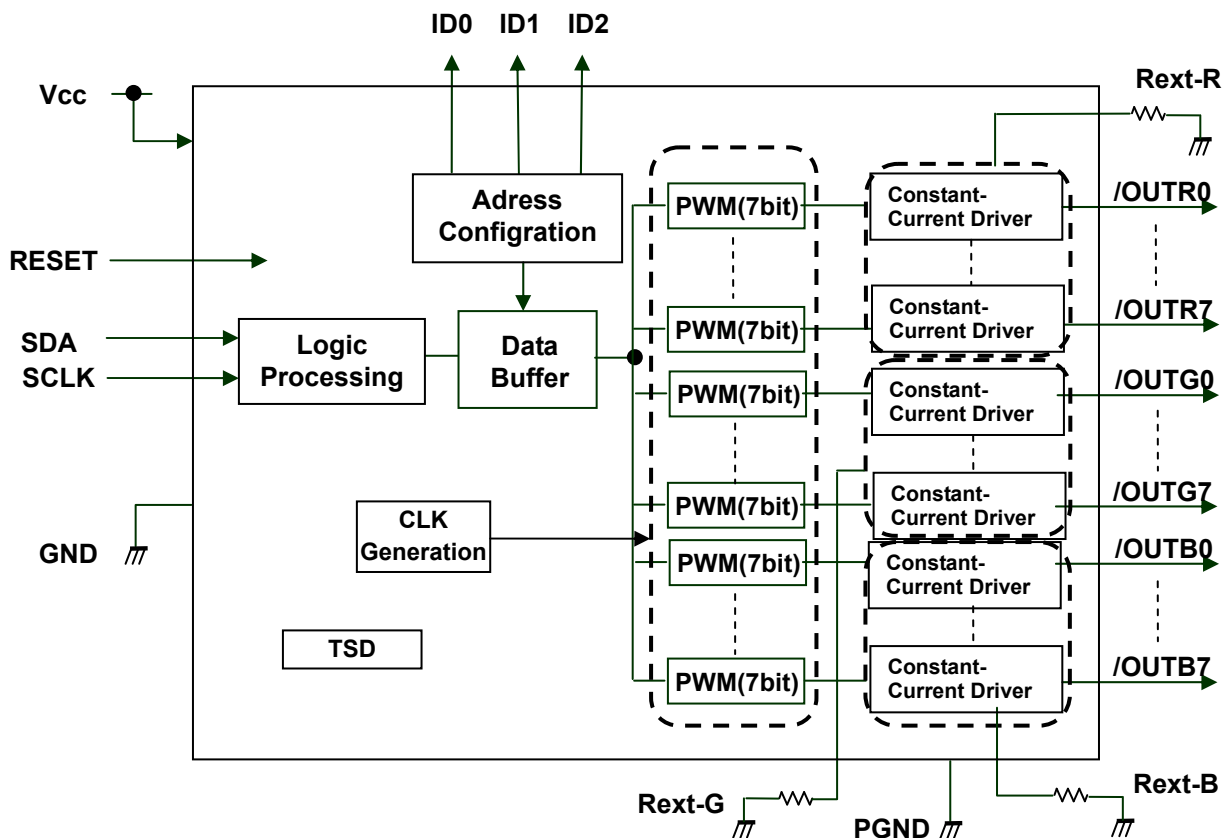 ID0 ID1 ID2
Vcc
Rext-R
Adress
Configration
PWM(7bit)
Constant-
Current Driver
/OUTR0
RESET
PWM(7bit)
Constant-
Current Driver
/OUTR7
SDA
SCLK
Logic
Processing
Data
Buffer
PWM(7bit)
Constant-
Current Driver
/OUTG0
PWM(7bit)
Constant-
Current Driver
/OUTG7
GND
CLK
Generation
PWM(7bit)
Constant-
Current Driver
/OUTB0
TSD
PWM(7bit)
Constant-
Current Driver
/OUTB7
Rext-G
PGND
Rext-B